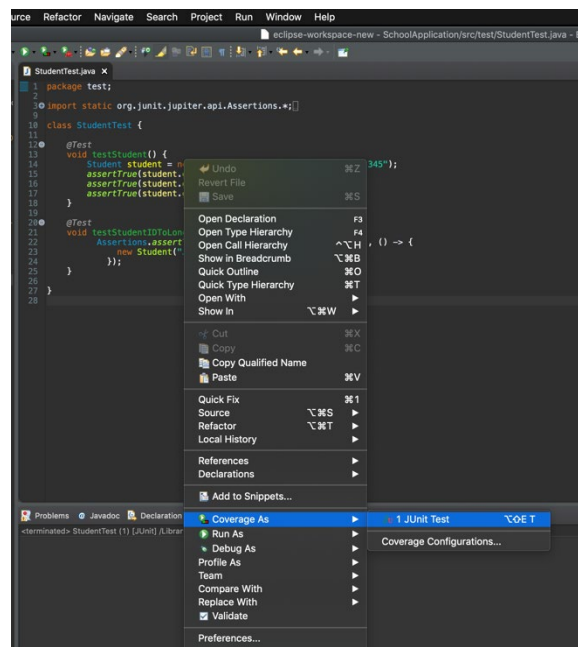 urce Refactor Navigate Search Project Run Window Help
eclipse-workspace-new - SchoolApplication/src/test/StudentTest.java -
StudentTest.java
1 package test;
2
3 import static org.junit.jupiter.api.Assertions.*;
9
10 class StudentTest {
11
12 @Test
13 void testStudent() {
14 Student student = n 345");
15 assertTrue(student.
16 assertTrue(student.
17 assertTrue(student.
18 }
19
20 @Test
21 void testStudentIDToLon
22 Assertions.assert , () -> {
23 new Student("
24 });
25 }
26
27 }
28
Undo ⌘Z
Revert File
Save ⌘S
Open Declaration F3
Open Type Hierarchy F4
Open Call Hierarchy ^⌥H
Show in Breadcrumb ⌥⌘B
Quick Outline ⌘O
Quick Type Hierarchy ⌘T
Open With
Show In ⌥⌘W
Cut ⌘X
Copy ⌘C
Copy Qualified Name
Paste ⌘V
Quick Fix ⌘1
Source ⌥⌘S
Refactor ⌥⌘T
Local History
References
Declarations
Add to Snippets...
Problems Javadoc Declaration
Coverage As
1 JUnit Test ⌥⇧E T
<terminated> StudentTest (1) [JUnit] /Librar
Run As
Coverage Configurations...
Debug As
Profile As
Team
Compare With
Replace With
Validate
Preferences...